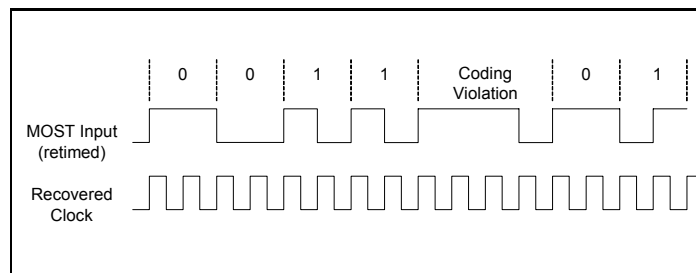 0 0 1 1 Coding Violation 0 1
MOST Input
(retimed)
Recovered
Clock